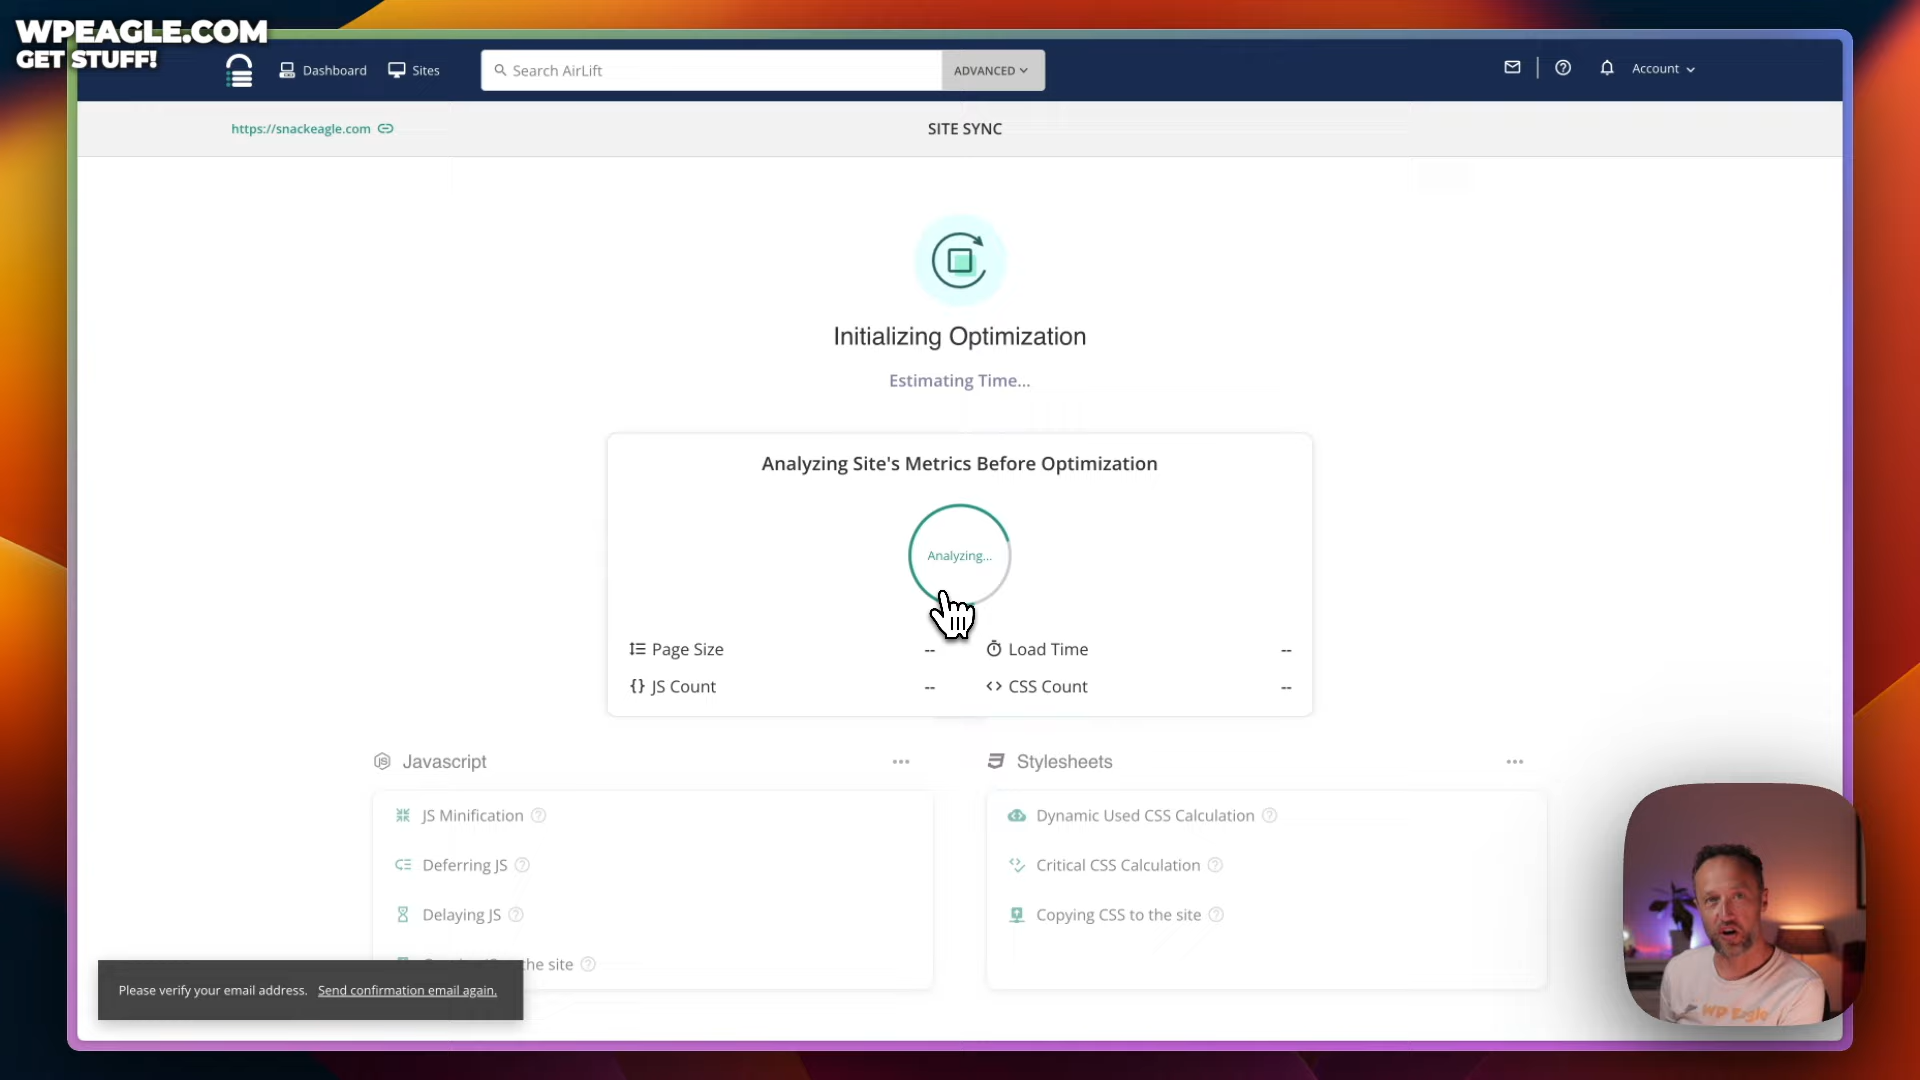 WPEAGLE.COM
GET STUFF!
Dashboard
Sites
Search AirLift
ADVANCED
Account
https://snackeagle.com
SITE SYNC
Initializing Optimization
Estimating Time...
Analyzing Site's Metrics Before Optimization
Analyzing...
Page Size --
Load Time --
{} JS Count --
<> CSS Count --
JS Javascript
Stylesheets
JS Minification
Dynamic Used CSS Calculation
Deferring JS
Critical CSS Calculation
Delaying JS
Copying CSS to the site
the site
Please verify your email address. Send confirmation email again.
WP Eagle